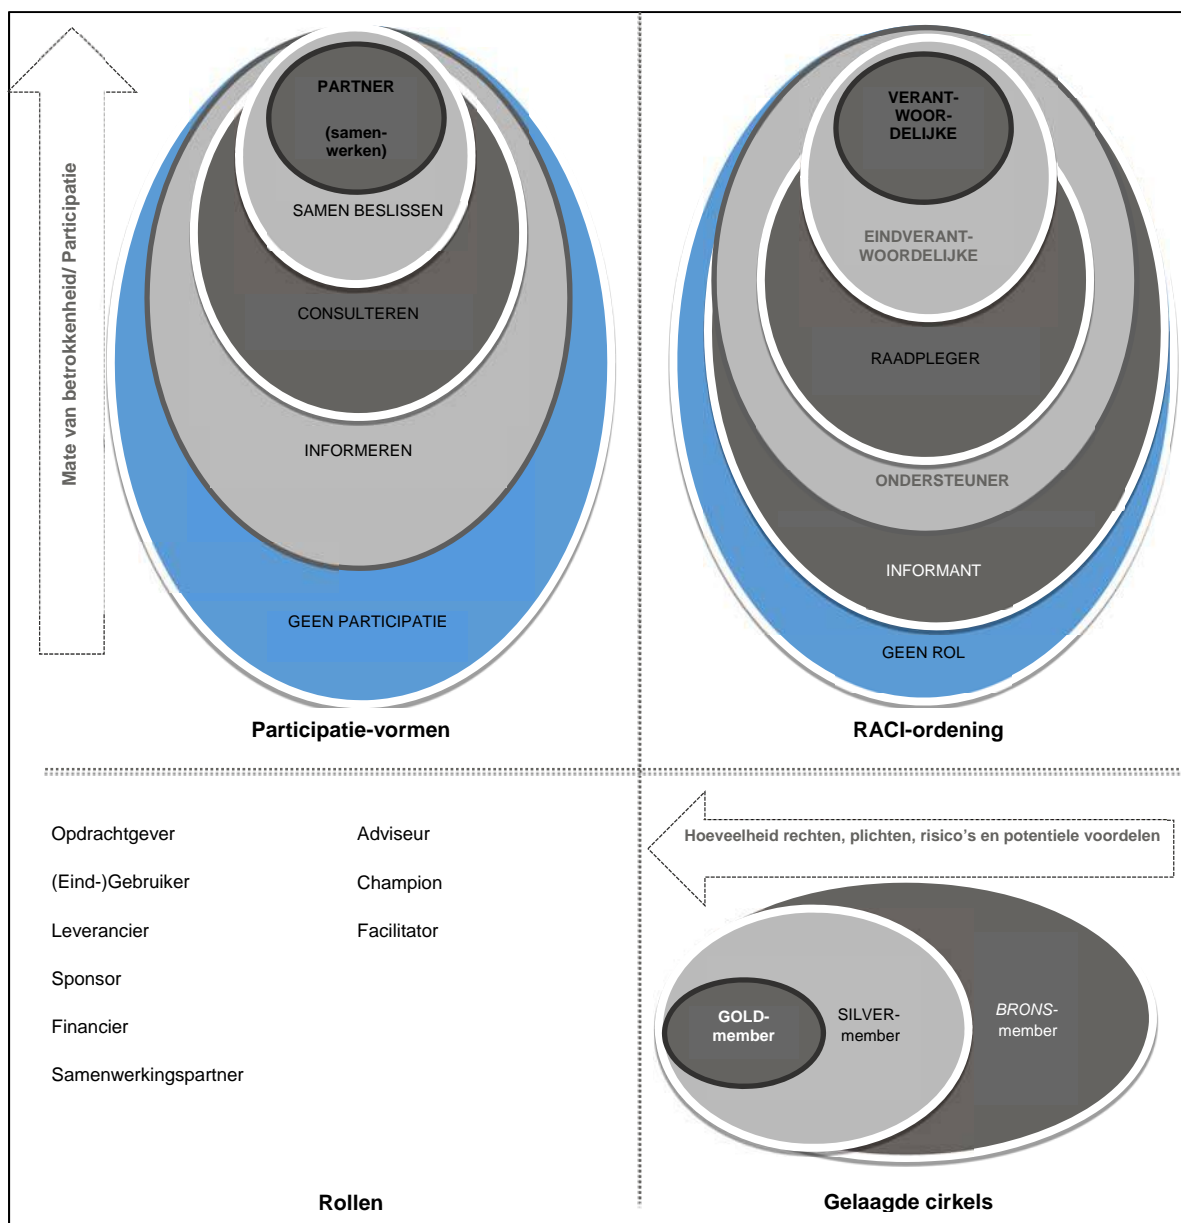 Mate van betrokkenheid/ Participatie
PARTNER
(samen-
werken)
SAMEN BESLISSEN
CONSULTEREN
INFORMEREN
GEEN PARTICIPATIE
Participatie-vormen
VERANT-
WOOR-
DELIJKE
EINDVERANT-
WOORDELIJKE
RAADPLEGER
ONDERSTEUNER
INFORMANT
GEEN ROL
RACI-ordening
Opdrachtgever
(Eind-)Gebruiker
Leverancier
Sponsor
Financier
Samenwerkingspartner
Adviseur
Champion
Facilitator
Rollen
Hoeveelheid rechten, plichten, risico's en potentiele voordelen
GOLD-
member
SILVER-
member
BRONS-
member
Gelaagde cirkels